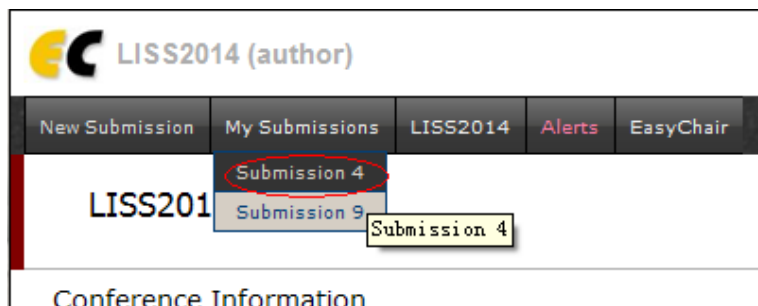 EC LISS2014 (author)
New Submission My Submissions LISS2014 Alerts EasyChair
Submission 4
LISS201
Submission 9
Submission 4
Conference Information